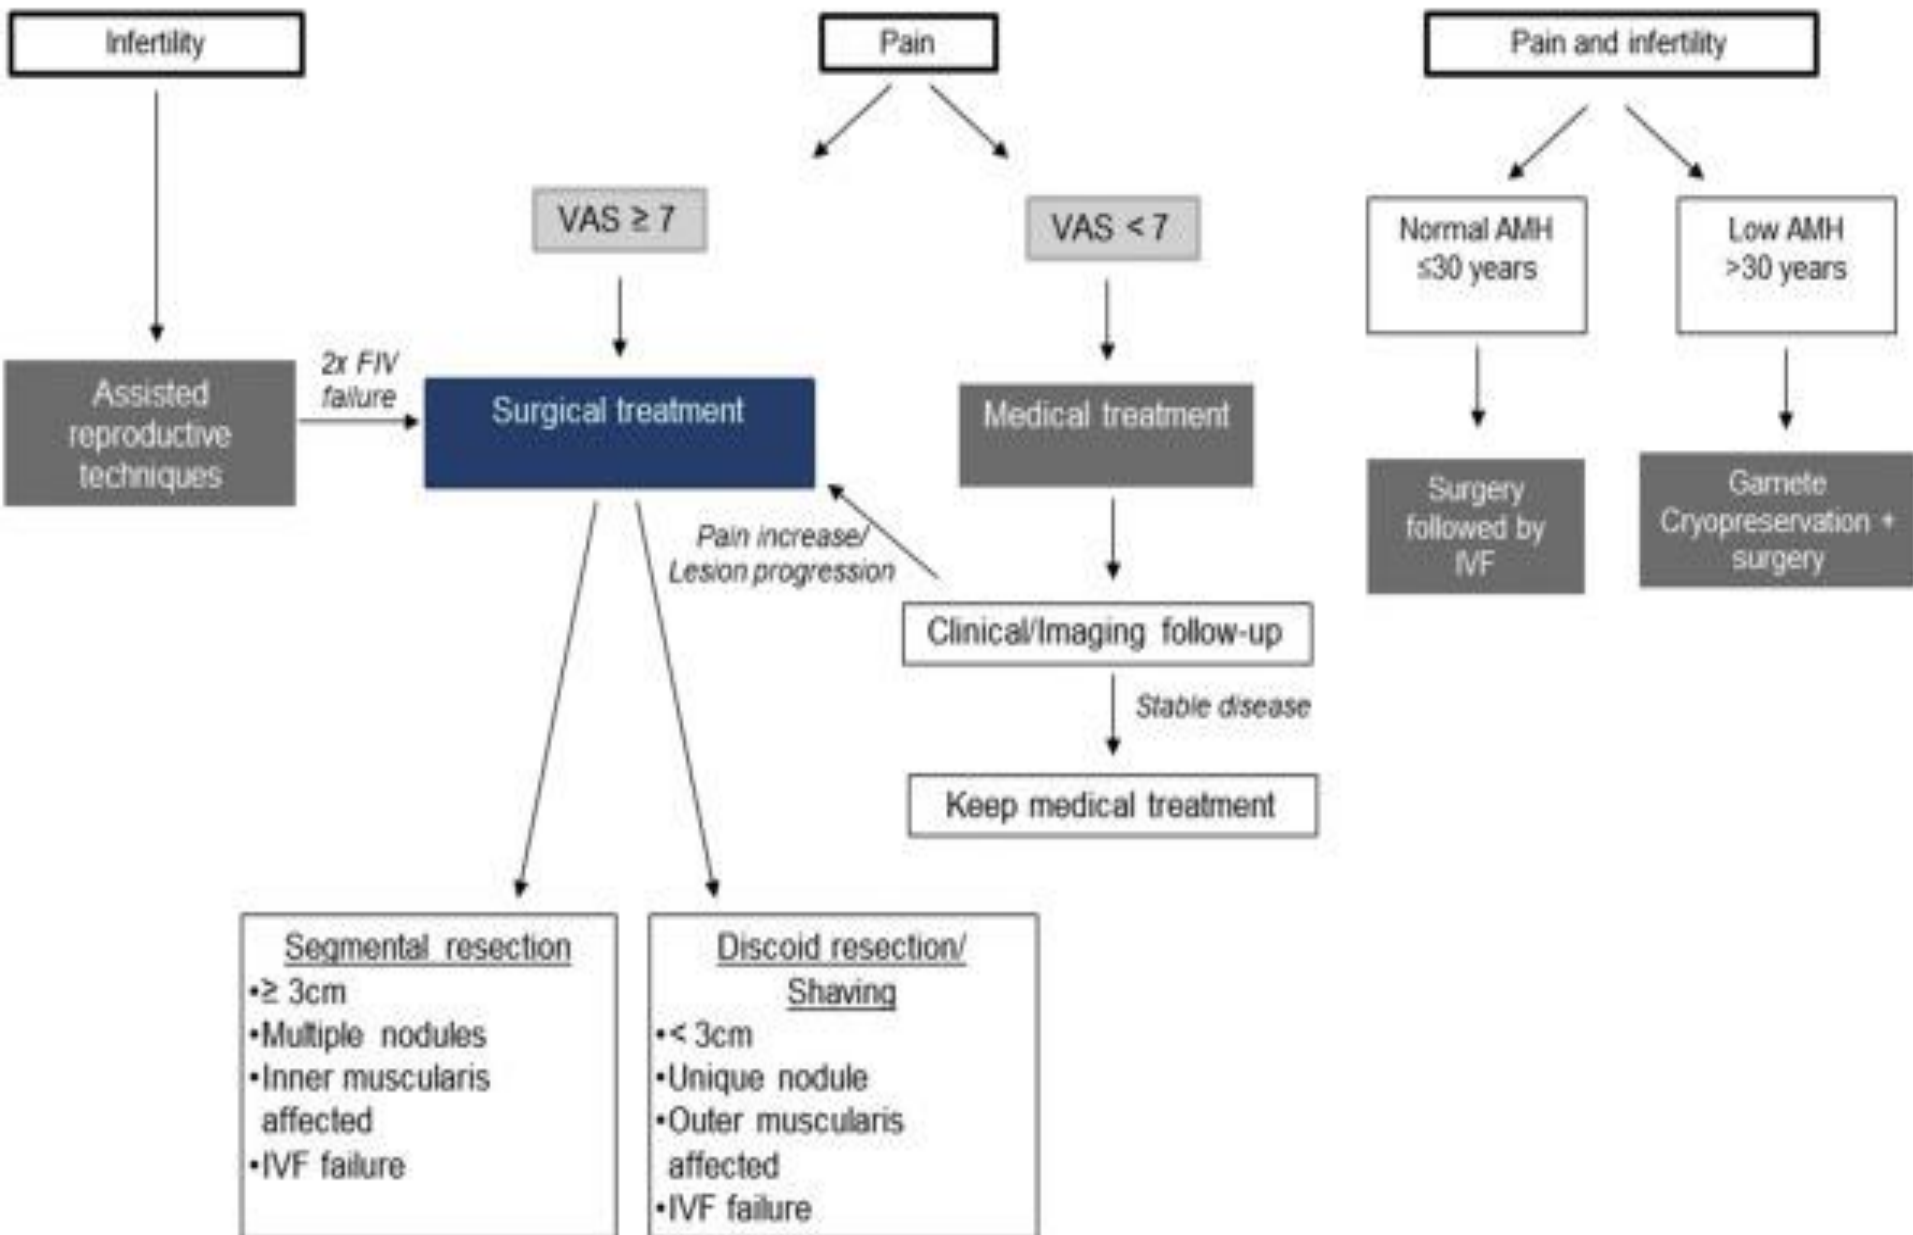 Infertility
Pain
Pain and infertility
VAS ≥ 7
VAS < 7
Normal AMH
≤30 years
Low AMH
>30 years
Assisted
reproductive
techniques
2x FIV
failure
Surgical treatment
Medical treatment
Surgery
followed by
IVF
Gamete
Cryopreservation +
surgery
Pain increase/
Lesion progression
Clinical/Imaging follow-up
Stable disease
Keep medical treatment
Segmental resection
•≥ 3cm
•Multiple nodules
•Inner muscularis
affected
•IVF failure
Discoid resection/
Shaving
•< 3cm
•Unique nodule
•Outer muscularis
affected
•IVF failure